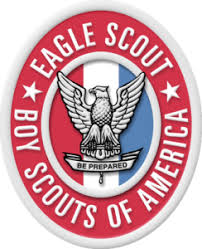 EAGLE SCOUT
BE PREPARED
BOY SCOUTS OF AMERICA